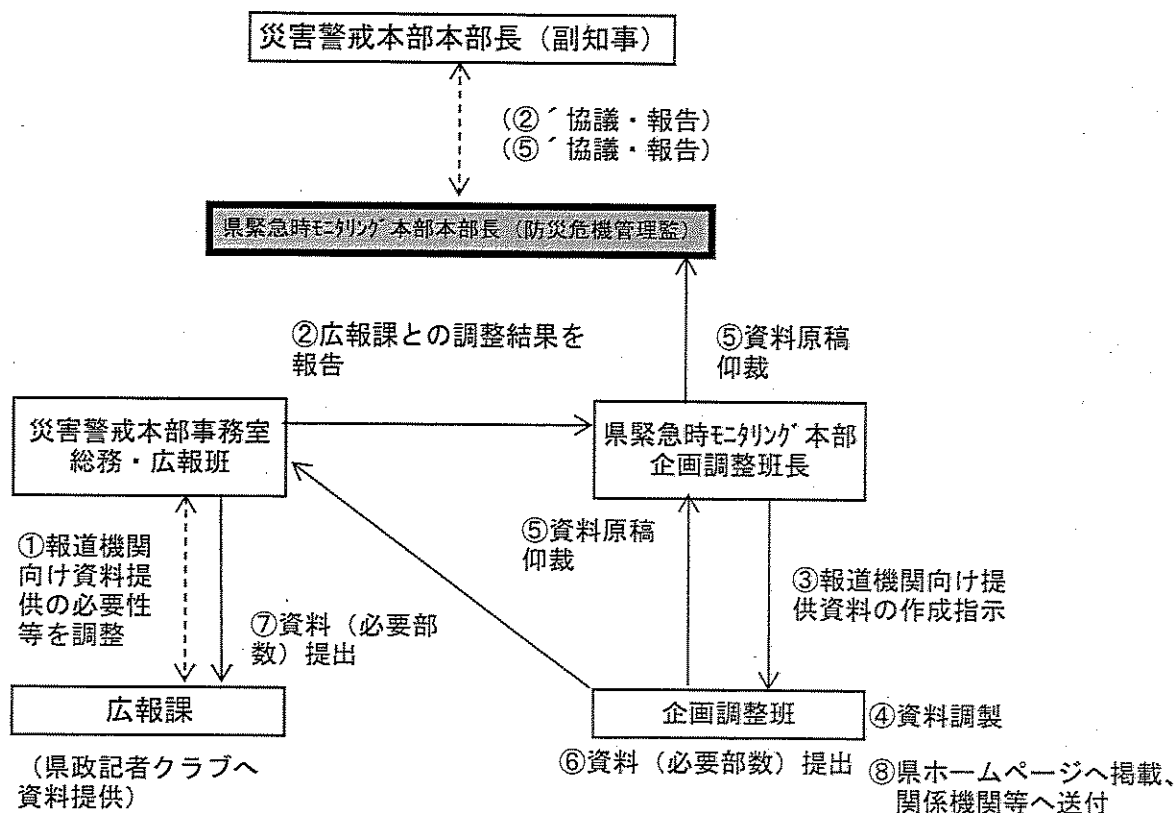 災害警戒本部本部長（副知事）
（②´協議・報告）
（⑤´協議・報告）
県緊急時ﾓﾆﾀﾘﾝｸﾞ本部本部長（防災危機管理監）
②広報課との調整結果を
報告
⑤資料原稿
仰裁
災害警戒本部事務室
総務・広報班
県緊急時ﾓﾆﾀﾘﾝｸﾞ本部
企画調整班長
①報道機関
向け資料提
供の必要性
等を調整
⑦資料（必要部
数）提出
⑤資料原稿
仰裁
③報道機関向け提
供資料の作成指示
広報課
企画調整班
④資料調製
（県政記者クラブへ
資料提供）
⑥資料（必要部数）提出
⑧県ホームページへ掲載、
関係機関等へ送付